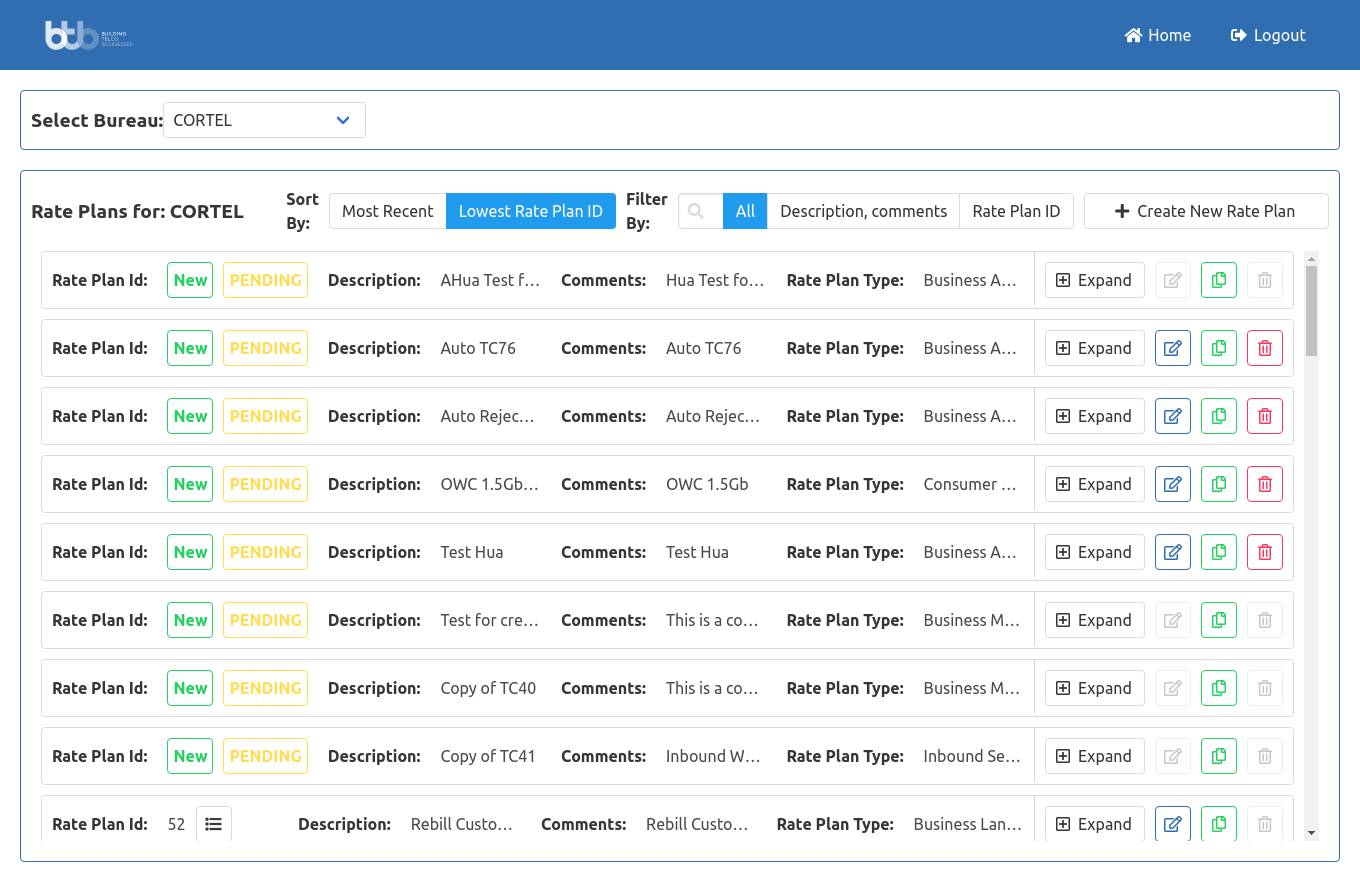 btb BUILDING TELCO BUSINESSES
Home Logout
Select Bureau: CORTEL
Rate Plans for: CORTEL Sort By: Most Recent Lowest Rate Plan ID Filter By: All Description, comments Rate Plan ID Create New Rate Plan
Rate Plan Id: New PENDING Description: AHua Test f... Comments: Hua Test fo... Rate Plan Type: Business A... Expand
Rate Plan Id: New PENDING Description: Auto TC76 Comments: Auto TC76 Rate Plan Type: Business A... Expand
Rate Plan Id: New PENDING Description: Auto Rejec... Comments: Auto Rejec... Rate Plan Type: Business A... Expand
Rate Plan Id: New PENDING Description: OWC 1.5Gb... Comments: OWC 1.5Gb Rate Plan Type: Consumer ... Expand
Rate Plan Id: New PENDING Description: Test Hua Comments: Test Hua Rate Plan Type: Business A... Expand
Rate Plan Id: New PENDING Description: Test for cre... Comments: This is a co... Rate Plan Type: Business M... Expand
Rate Plan Id: New PENDING Description: Copy of TC40 Comments: This is a co... Rate Plan Type: Business M... Expand
Rate Plan Id: New PENDING Description: Copy of TC41 Comments: Inbound W... Rate Plan Type: Inbound Se... Expand
Rate Plan Id: 52 Description: Rebill Custo... Comments: Rebill Custo... Rate Plan Type: Business Lan... Expand